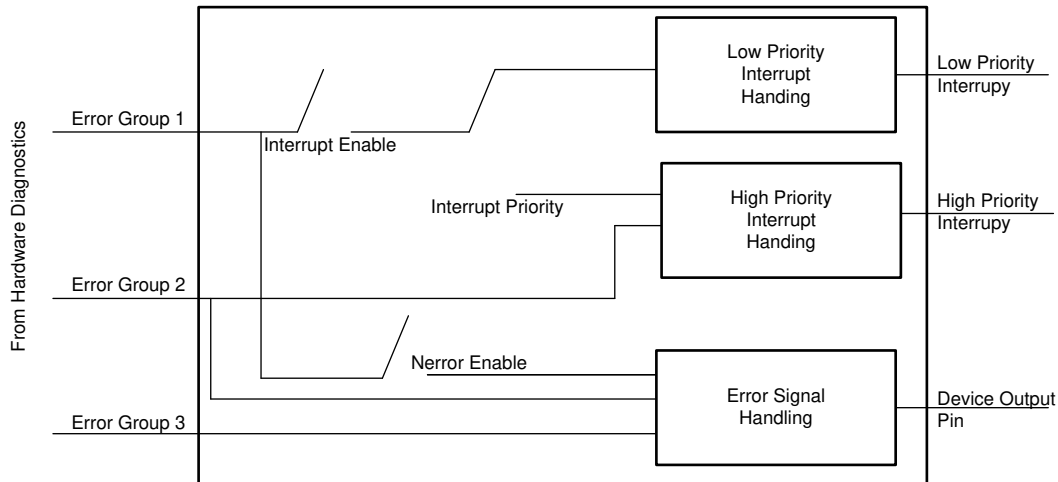 From Hardware Diagnostics
Error Group 1
Interrupt Enable
Low Priority
Interrupt
Handing
Low Priority
Interrupy
Interrupt Priority
High Priority
Interrupt
Handing
High Priority
Interrupy
Error Group 2
Nerror Enable
Error Signal
Handling
Device Output
Pin
Error Group 3